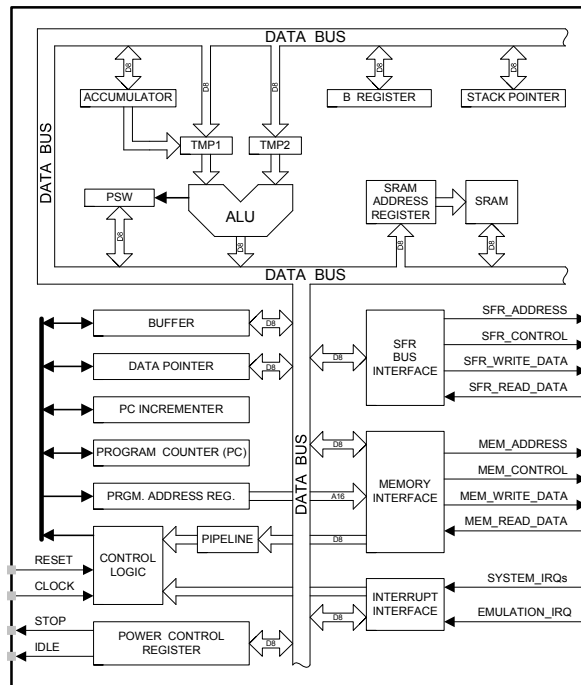 DATA BUS
D8
D8
D8
D8
D8
ACCUMULATOR
B REGISTER
STACK POINTER
DATA BUS
TMP1
TMP2
PSW
ALU
SRAM
ADDRESS
REGISTER
SRAM
D8
D8
D8
D8
DATA BUS
BUFFER
D8
DATA POINTER
D8
PC INCREMENTER
PROGRAM COUNTER (PC)
PRGM. ADDRESS REG.
A16
DATA BUS
D8
SFR
BUS
INTERFACE
SFR_ADDRESS
SFR_CONTROL
SFR_WRITE_DATA
SFR_READ_DATA
D8
MEMORY
INTERFACE
MEM_ADDRESS
MEM_CONTROL
MEM_WRITE_DATA
MEM_READ_DATA
RESET
CLOCK
CONTROL
LOGIC
PIPELINE
D8
INTERRUPT
INTERFACE
SYSTEM_IRQs
EMULATION_IRQ
D8
STOP
IDLE
POWER CONTROL
REGISTER
D8